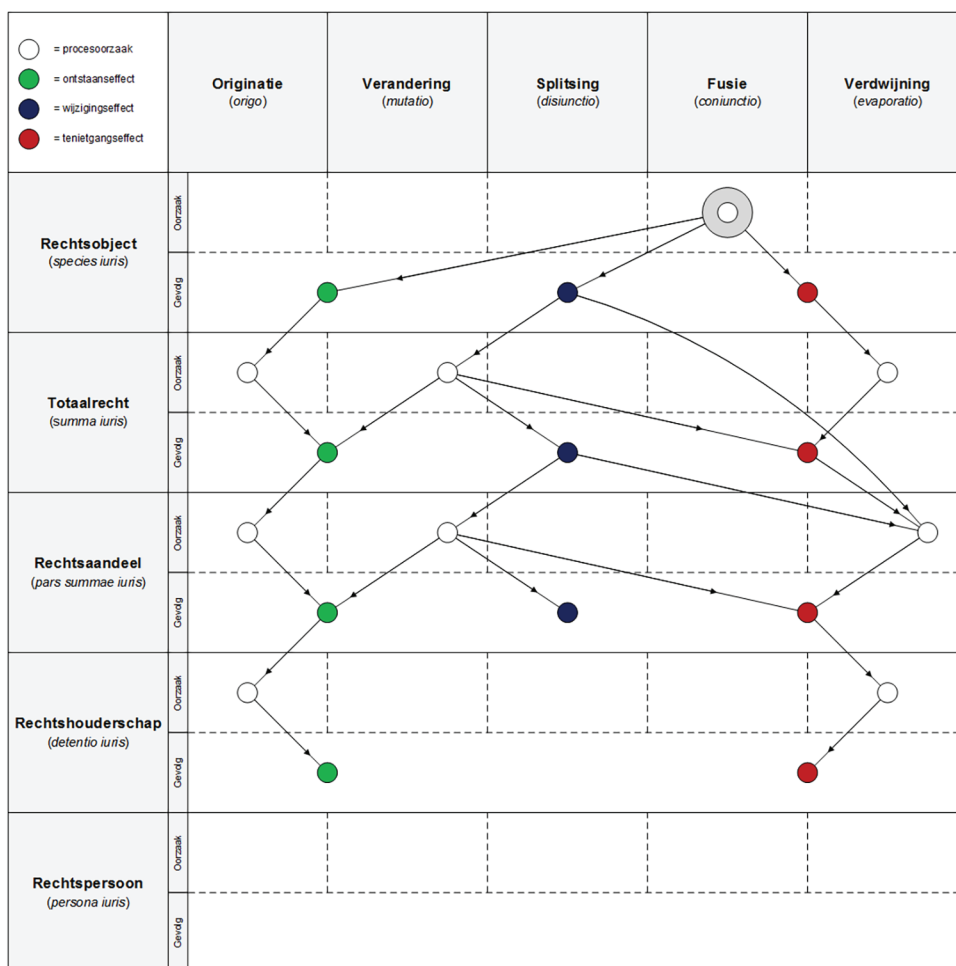 = procesoorzaak
= ontstaanseffect
= wijzigingseffect
= tenietgangseffect
Originatie
(origo)
Verandering
(mutatio)
Splitsing
(disiunctio)
Fusie
(coniunctio)
Verdwijning
(evaporatio)
Rechtsobject
(species iuris)
Oorzaak
Gevolg
Totaalrecht
(summa iuris)
Oorzaak
Gevolg
Rechtsaandeel
(pars summae iuris)
Oorzaak
Gevolg
Rechtshouderschap
(detentio iuris)
Oorzaak
Gevolg
Rechtspersoon
(persona iuris)
Oorzaak
Gevolg